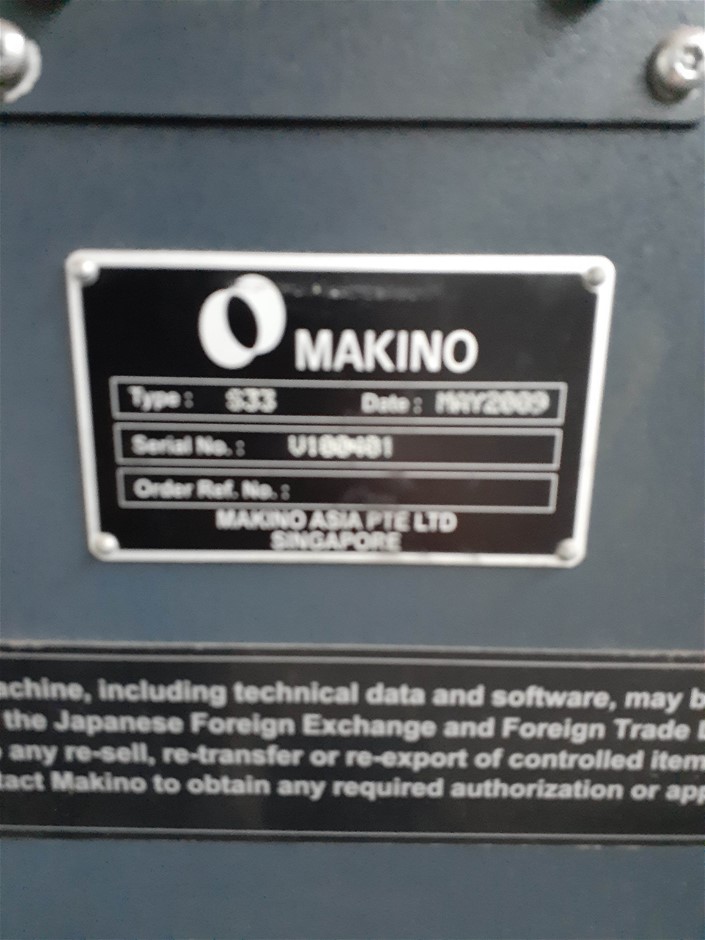 MAKINO
Type: S33 Date: MAY2009
Serial No.: V100401
Order Ref. No.:
MAKINO ASIA PTE LTD
SINGAPORE
achine, including technical data and software, may b
the Japanese Foreign Exchange and Foreign Trade L
any re-sell, re-transfer or re-export of controlled item
tact Makino to obtain any required authorization or app